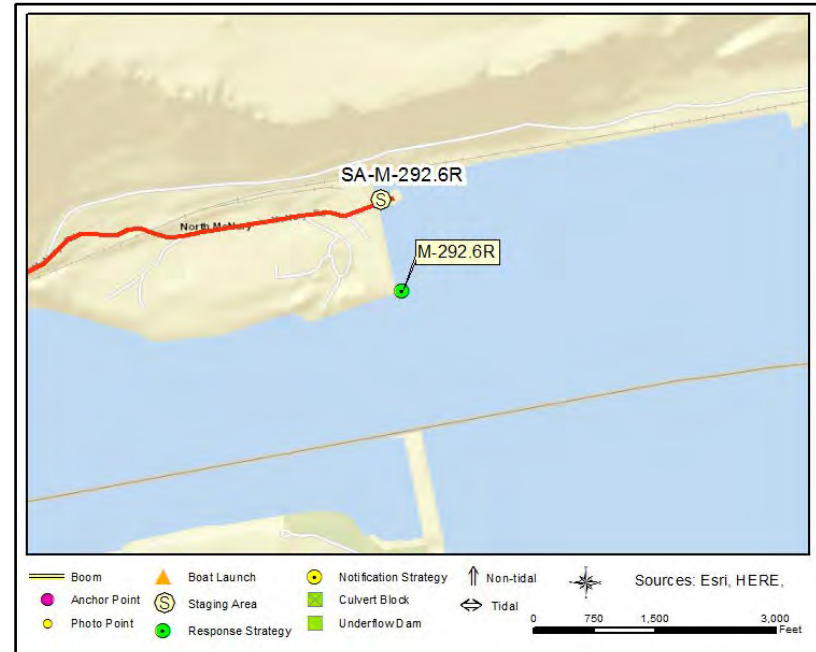 SA-M-292.6R
S
North McNary
M-292.6R
Boom
Boat Launch
Notification Strategy
Non-tidal
Sources: Esri, HERE,
Anchor Point
S
Staging Area
Culvert Block
Tidal
Photo Point
Response Strategy
Underflow Dam
0 750 1,500 3,000
Feet